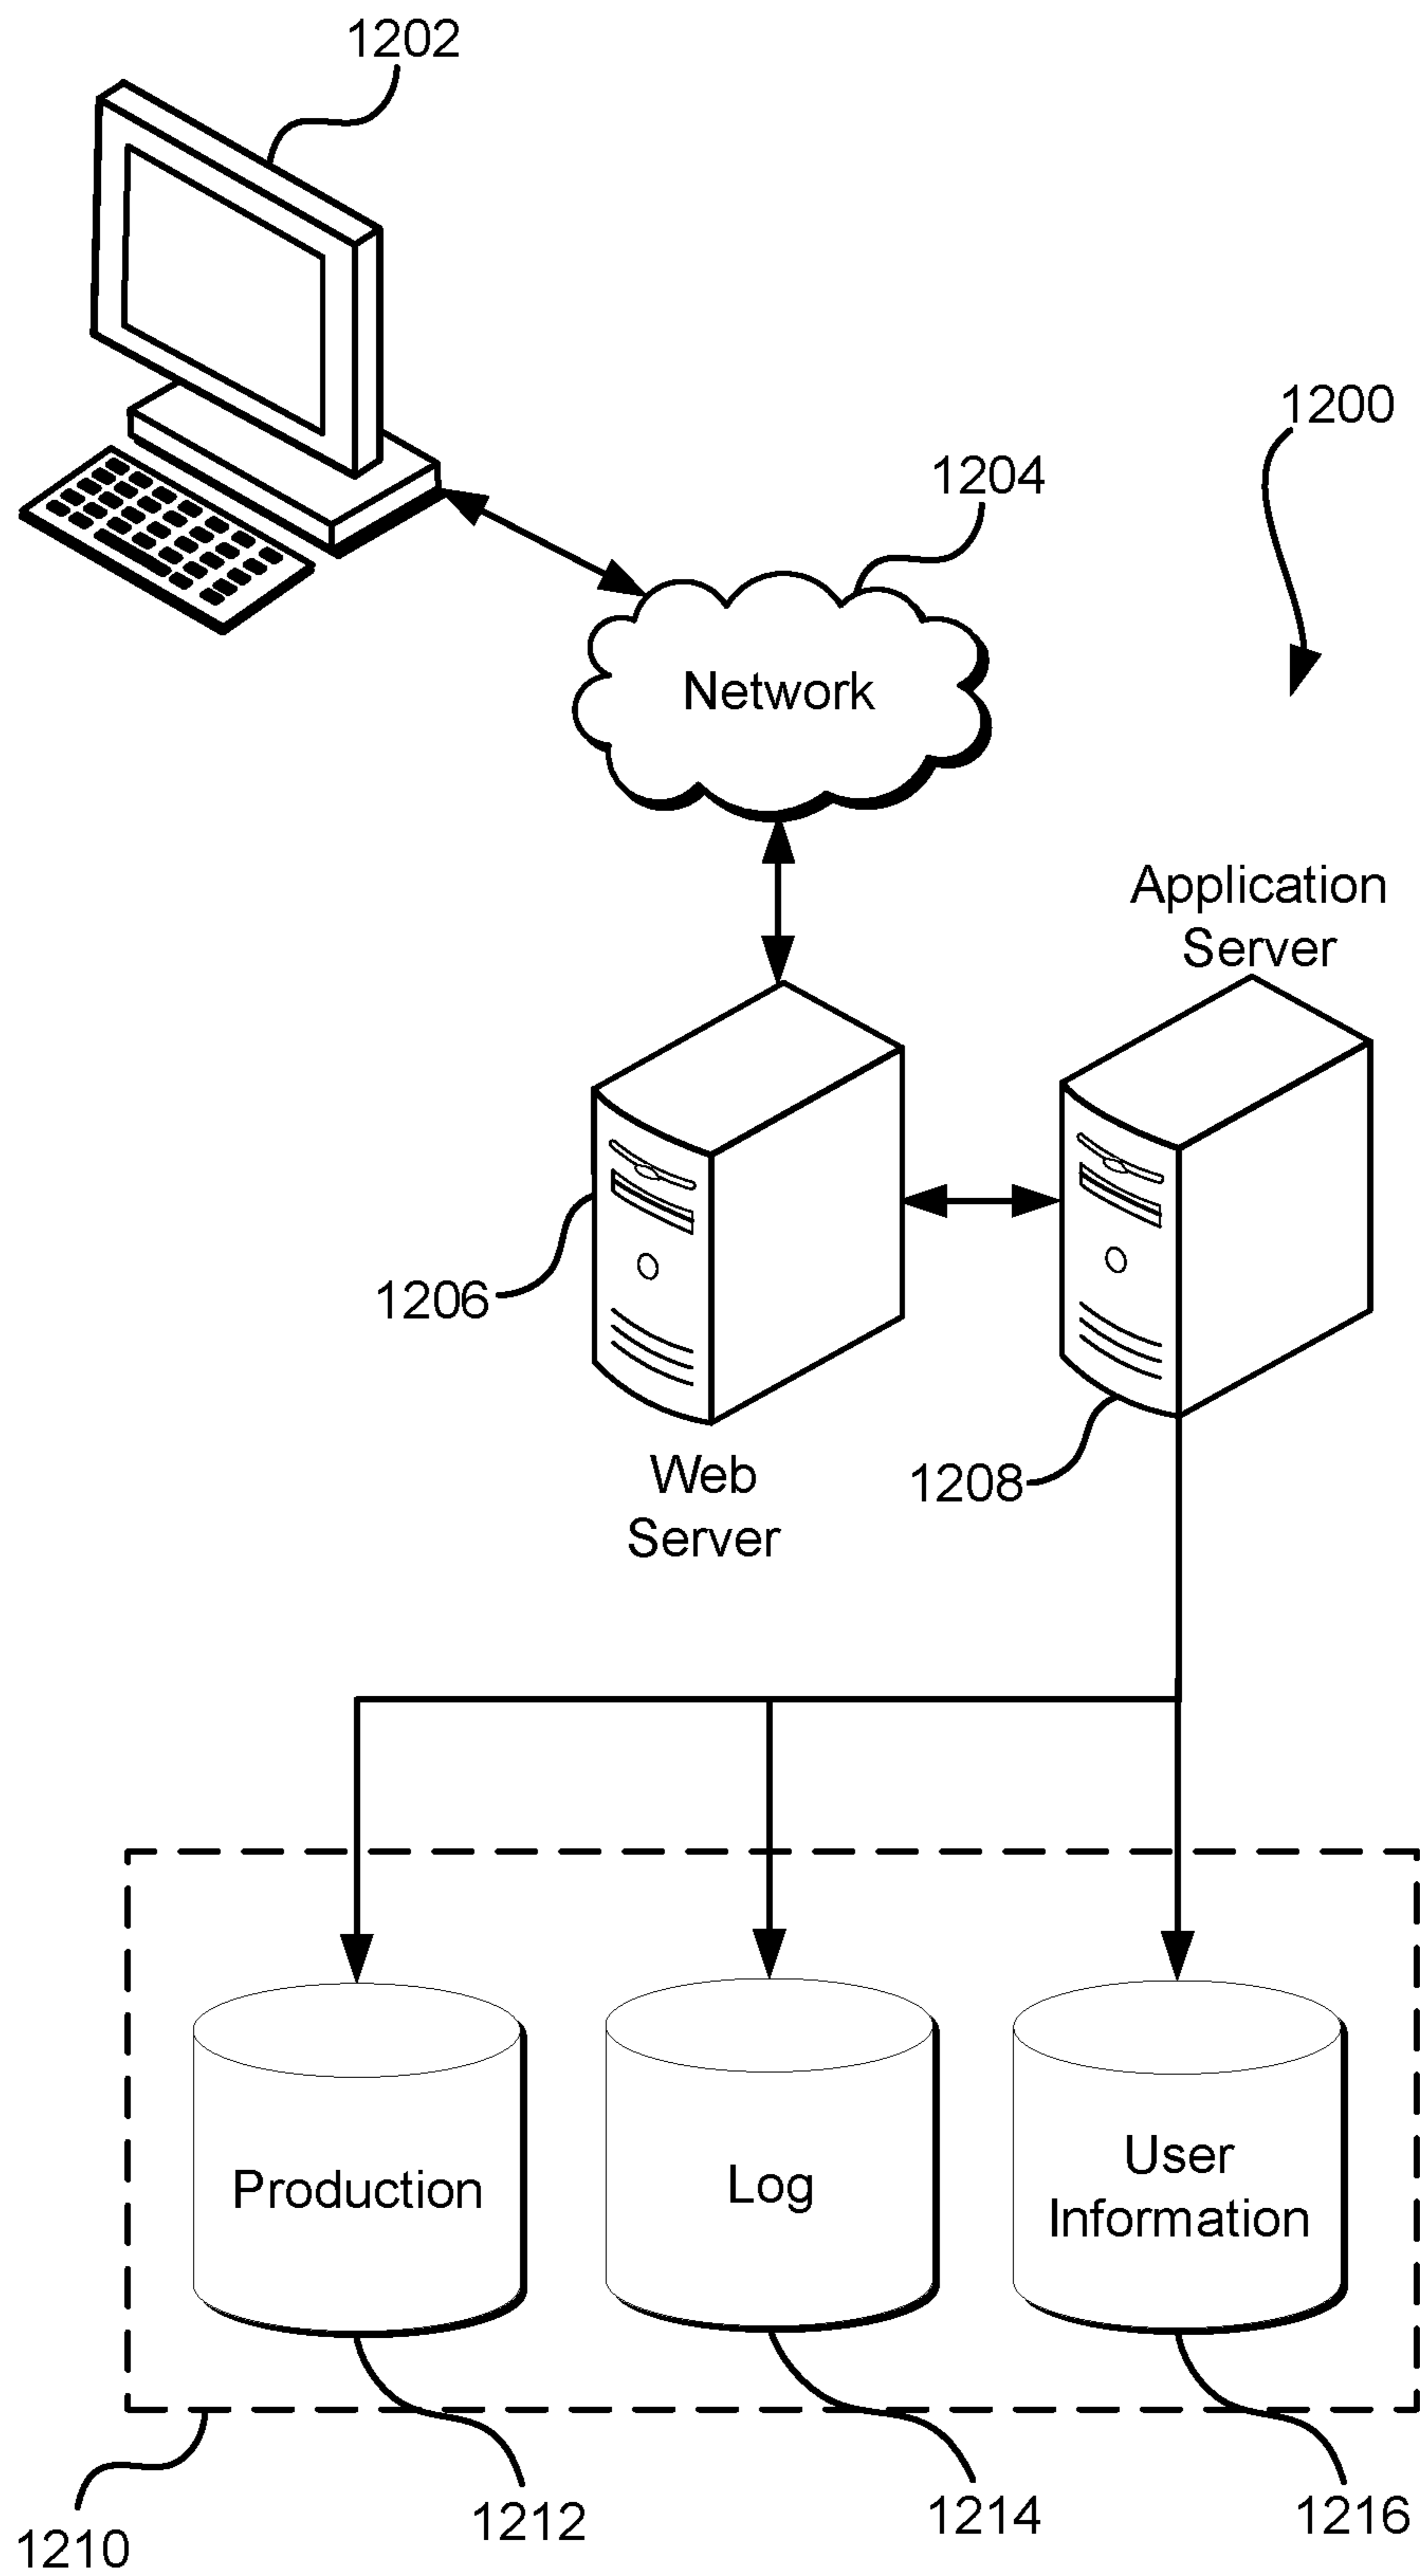 1202
1200
1204
Network
Application
Server
1206
Web
Server
1208
Production
Log
User
Information
1210
1212
1214
1216